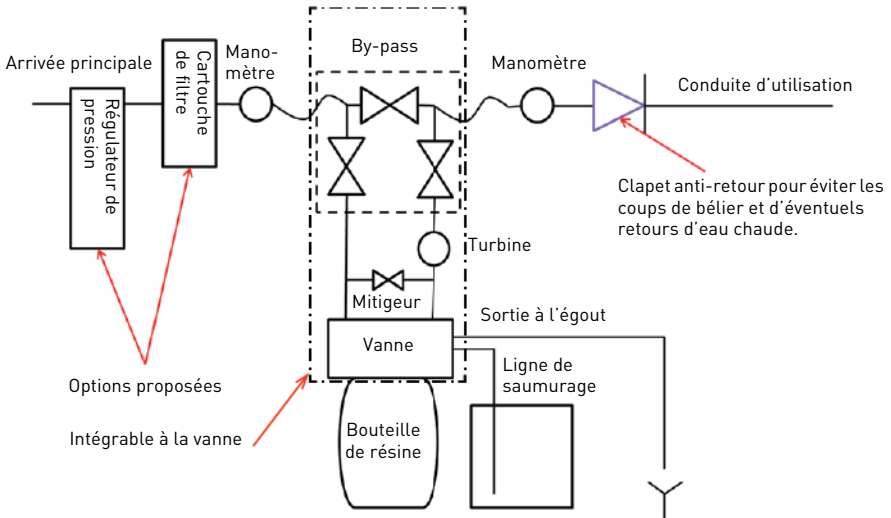 Arrivée principale
Régulateur de
pression
Cartouche
de filtre
Mano-
mètre
By-pass
Manomètre
Conduite d’utilisation
Clapet anti-retour pour éviter les
coups de bélier et d’éventuels
retours d’eau chaude.
Turbine
Mitigeur
Vanne
Sortie à l’égout
Ligne de
saumurage
Options proposées
Intégrable à la vanne
Bouteille
de résine